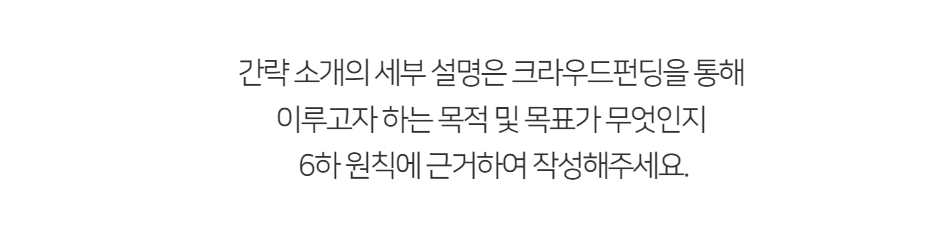 간략 소개의 세부 설명은 크라우드펀딩을 통해
이루고자 하는 목적 및 목표가 무엇인지
6하 원칙에 근거하여 작성해주세요.